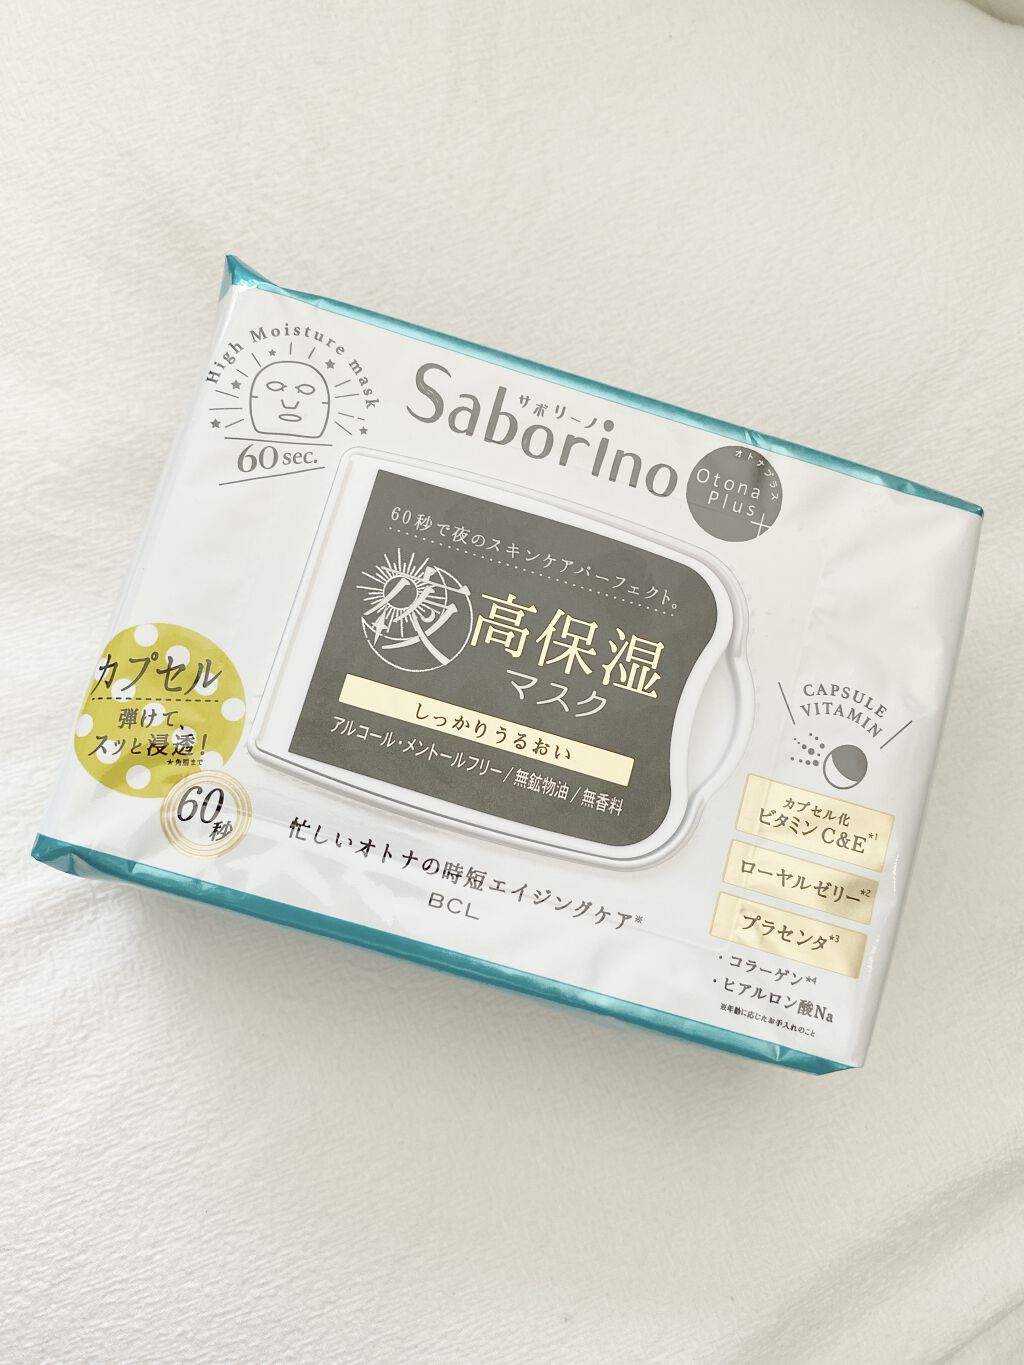 High Moisture mask
60 sec.
サボリーノ
Saborino
オトナプラス
Otona
Plus+
60秒で夜のスキンケアパーフェクト。
夜
高保湿
マスク
しっかりうるおい
アルコール・メントールフリー/無鉱物油/無香料
カプセル
弾けて、
スッと浸透!
*角層まで
60秒
忙しいオトナの時短エイジングケア※
BCL
CAPSULE
VITAMIN
カプセル化
ビタミンC&E*1
ローヤルゼリー*2
プラセンタ*3
・コラーゲン*4
・ヒアルロン酸Na
※年齢に応じたお手入れのこと